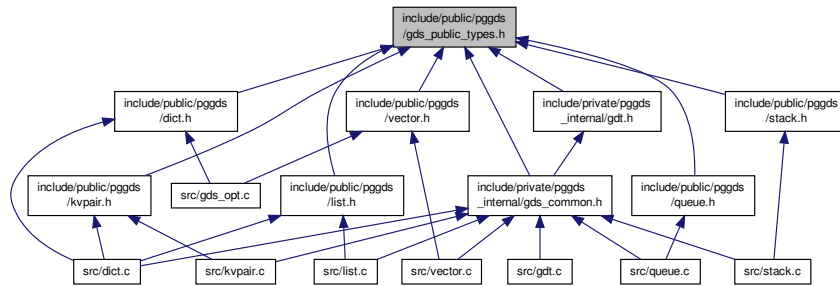 include/public/pggds
/gds_public_types.h
include/public/pggds
/dict.h
include/public/pggds
/vector.h
include/private/pggds
_internal/gdt.h
include/public/pggds
/stack.h
include/public/pggds
/kvpair.h
src/gds_opt.c
include/public/pggds
/list.h
include/private/pggds
_internal/gds_common.h
include/public/pggds
/queue.h
src/dict.c
src/kvpair.c
src/list.c
src/vector.c
src/gdt.c
src/queue.c
src/stack.c